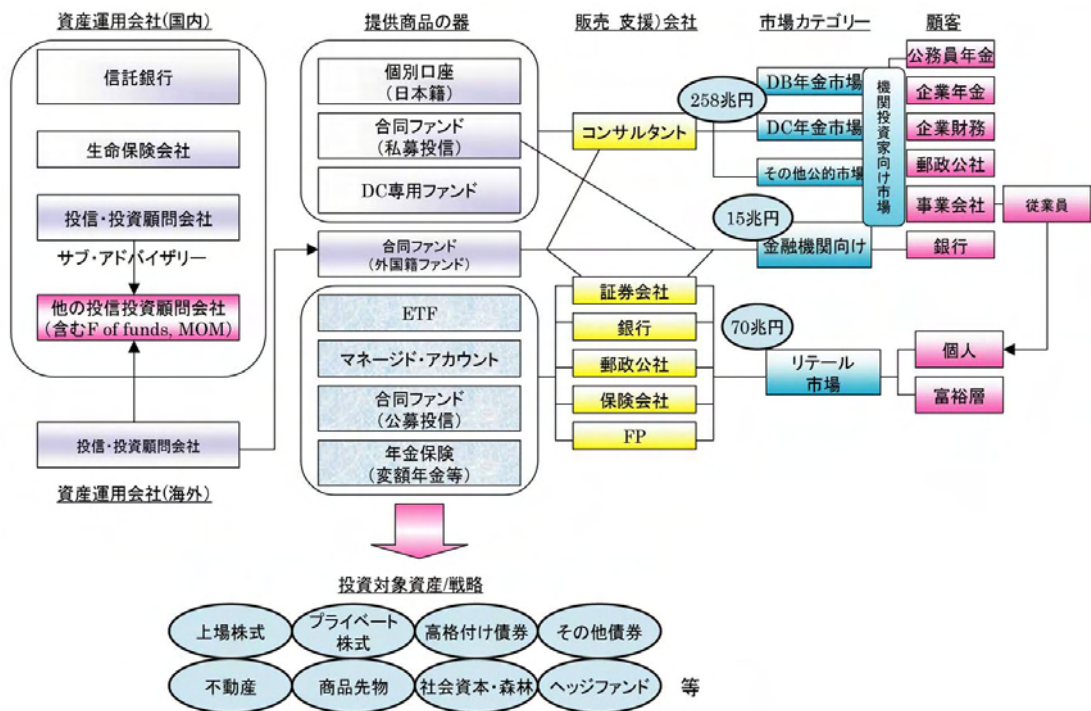 資産運用会社(国内)
信託銀行
生命保険会社
投信・投資顧問会社
サブ・アドバイザリー
他の投信投資顧問会社
(含むF of funds, MOM)
投信・投資顧問会社
資産運用会社(海外)
提供商品の器
個別口座
(日本籍)
合同ファンド
(私募投信)
DC専用ファンド
合同ファンド
(外国籍ファンド)
ETF
マネージド・アカウント
合同ファンド
(公募投信)
年金保険
(変額年金等)
販売 支援)会社
コンサルタント
証券会社
銀行
郵政公社
保険会社
FP
市場カテゴリー
258兆円
DB年金市場
DC年金市場
その他公的市場
機関投資家向け市場
15兆円
金融機関向け
70兆円
リテール
市場
顧客
公務員年金
企業年金
企業財務
郵政公社
事業会社
従業員
銀行
個人
富裕層
投資対象資産/戦略
上場株式
プライベート
株式
高格付け債券
その他債券
不動産
商品先物
社会資本・森林
ヘッジファンド
等